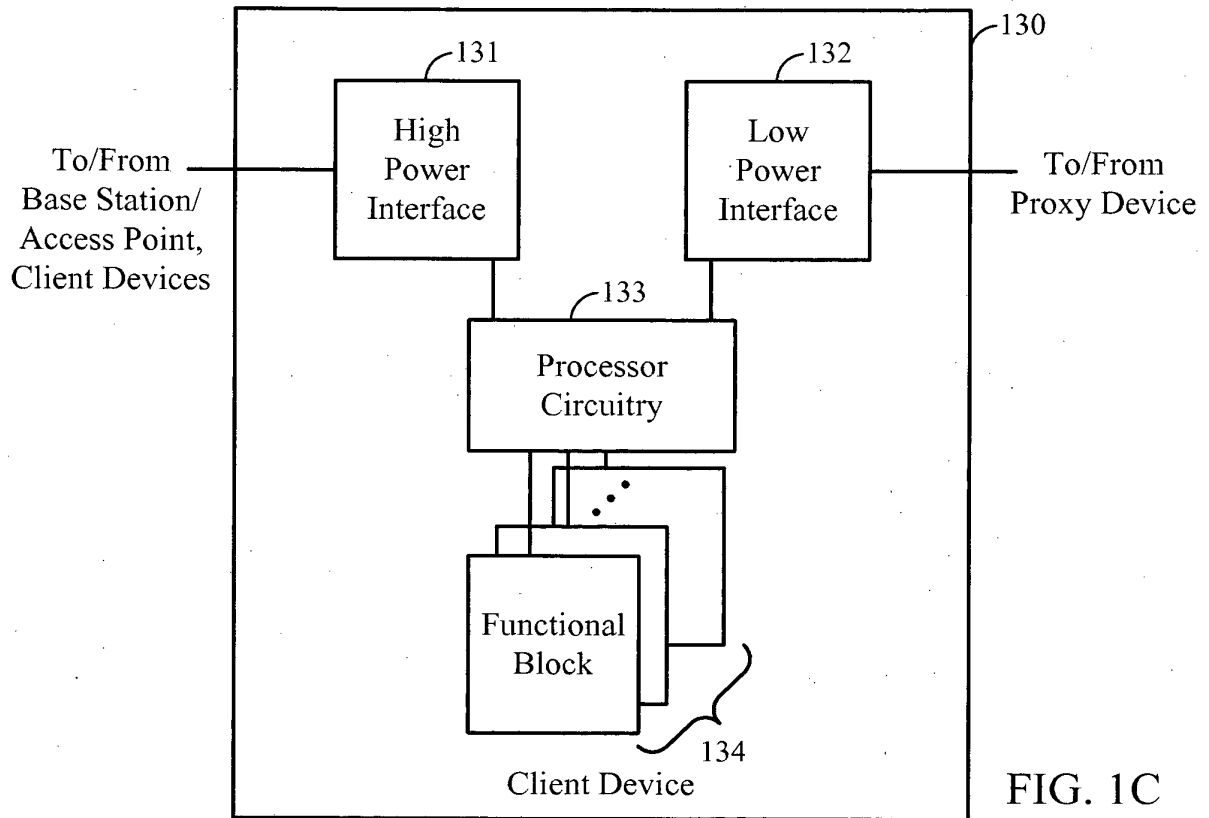 130
131
132
High
Power
Interface
Low
Power
Interface
To/From
Base Station/
Access Point,
Client Devices
To/From
Proxy Device
133
Processor
Circuitry
Functional
Block
134
Client Device
FIG. 1C